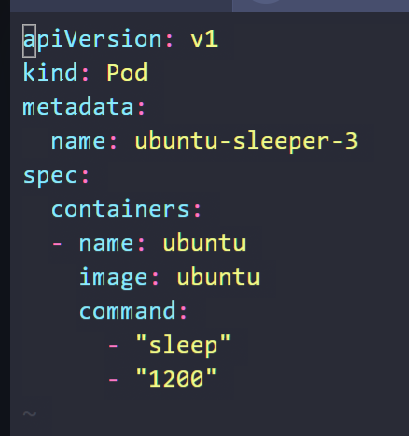 apiVersion: v1
kind: Pod
metadata:
  name: ubuntu-sleeper-3
spec:
  containers:
  - name: ubuntu
    image: ubuntu
    command:
      - "sleep"
      - "1200"
~